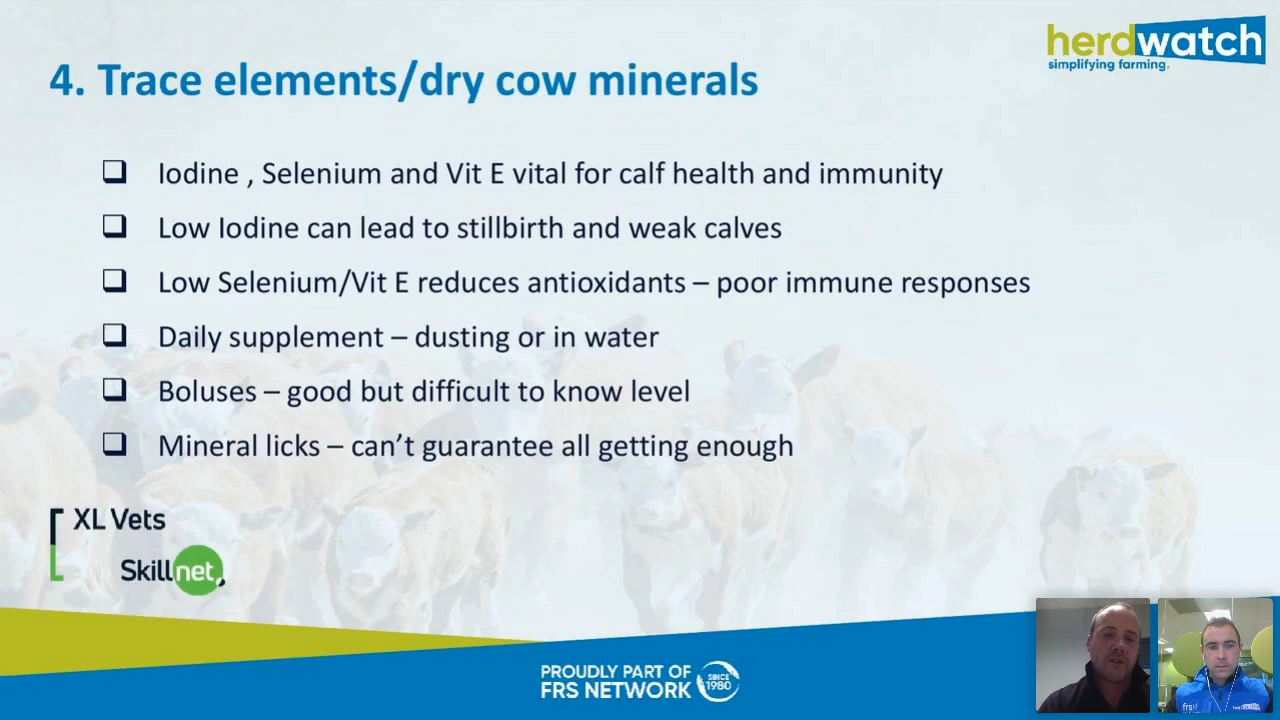 herdwatch
simplifying farming.
4. Trace elements/dry cow minerals
Iodine , Selenium and Vit E vital for calf health and immunity
Low Iodine can lead to stillbirth and weak calves
Low Selenium/Vit E reduces antioxidants – poor immune responses
Daily supplement – dusting or in water
Boluses – good but difficult to know level
Mineral licks – can’t guarantee all getting enough
XL Vets
Skillnet
PROUDLY PART OF
FRS NETWORK
SINCE
1980
frs